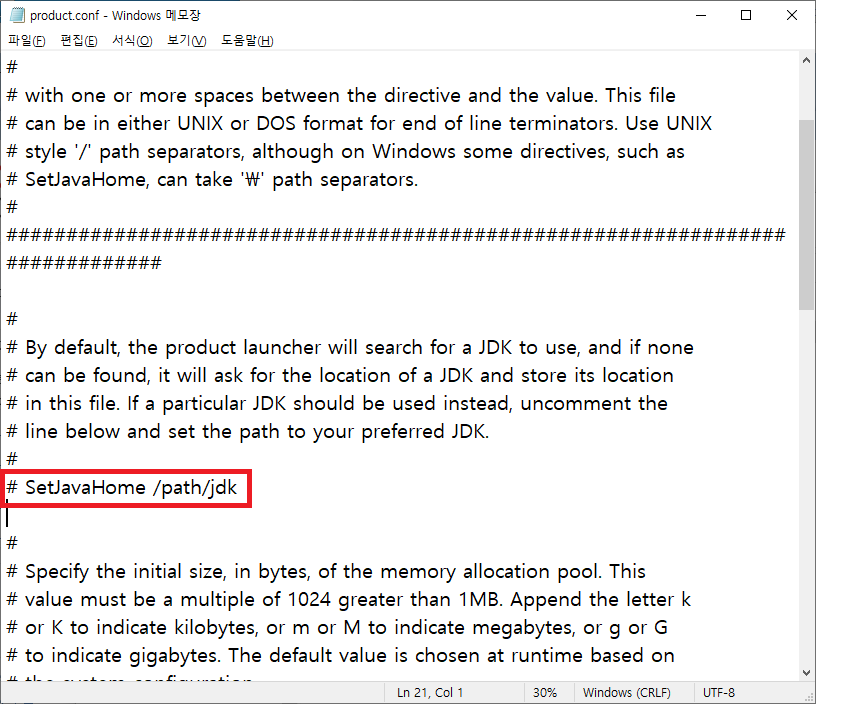 product.conf - Windows 메모장
파일(F) 편집(E) 서식(O) 보기(V) 도움말(H)
#
# with one or more spaces between the directive and the value. This file
# can be in either UNIX or DOS format for end of line terminators. Use UNIX
# style '/' path separators, although on Windows some directives, such as
# SetJavaHome, can take '₩' path separators.
#
#################################################################
#############
#
# By default, the product launcher will search for a JDK to use, and if none
# can be found, it will ask for the location of a JDK and store its location
# in this file. If a particular JDK should be used instead, uncomment the
# line below and set the path to your preferred JDK.
#
# SetJavaHome /path/jdk
#
# Specify the initial size, in bytes, of the memory allocation pool. This
# value must be a multiple of 1024 greater than 1MB. Append the letter k
# or K to indicate kilobytes, or m or M to indicate megabytes, or g or G
# to indicate gigabytes. The default value is chosen at runtime based on
# the system configuration
Ln 21, Col 1 30% Windows (CRLF) UTF-8